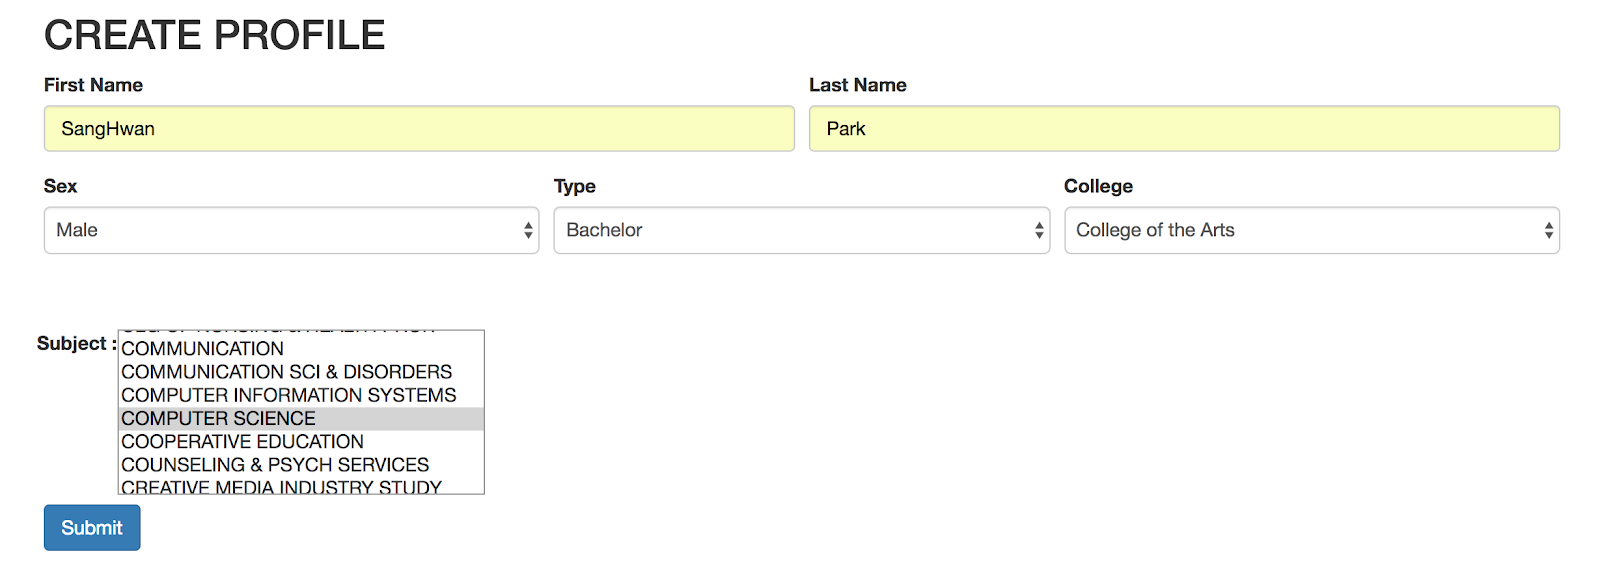 CREATE PROFILE
First Name Last Name
SangHwan Park
Sex Type College
Male Bachelor College of the Arts
Subject :
COMMUNICATION
COMMUNICATION SCI & DISORDERS
COMPUTER INFORMATION SYSTEMS
COMPUTER SCIENCE
COOPERATIVE EDUCATION
COUNSELING & PSYCH SERVICES
CREATIVE MEDIA INDUSTRY STUDY
Submit